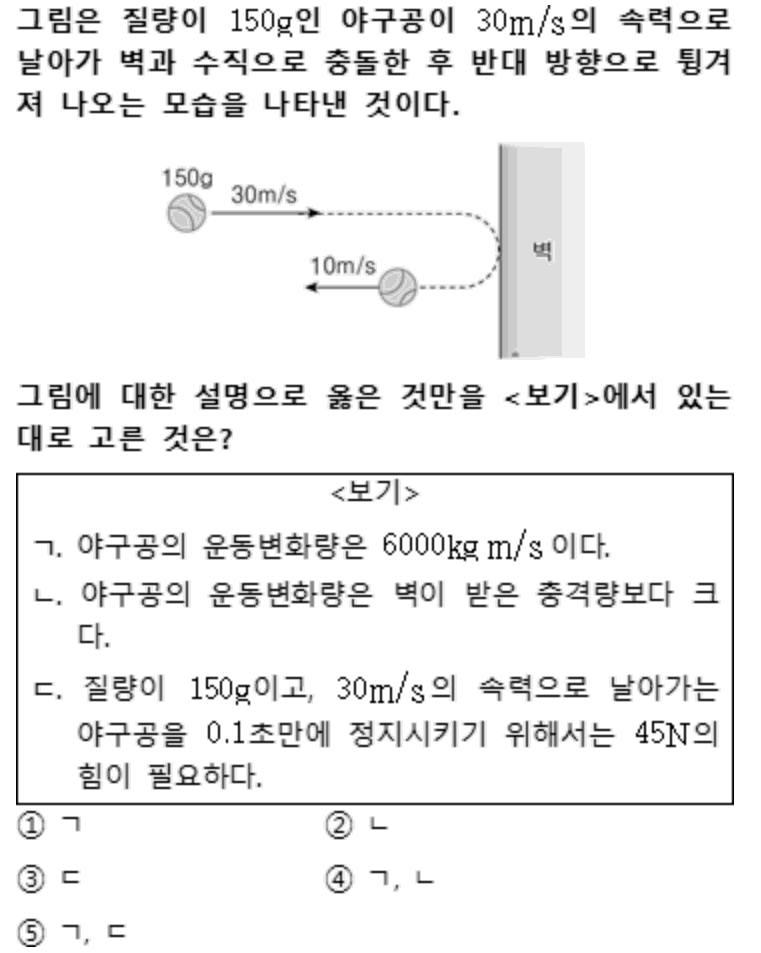 그림은 질량이 150g인 야구공이 30m/s의 속력으로
날아가 벽과 수직으로 충돌한 후 반대 방향으로 튕겨
져 나오는 모습을 나타낸 것이다.
150g
30m/s
벽
10m/s
그림에 대한 설명으로 옳은 것만을 <보기>에서 있는
대로 고른 것은?
<보기>
ㄱ. 야구공의 운동변화량은 6000kg m/s 이다.
ㄴ. 야구공의 운동변화량은 벽이 받은 충격량보다 크
다.
ㄷ. 질량이 150g이고, 30m/s의 속력으로 날아가는
야구공을 0.1초만에 정지시키기 위해서는 45N의
힘이 필요하다.
① ㄱ ② ㄴ
③ ㄷ ④ ㄱ, ㄴ
⑤ ㄱ, ㄷ